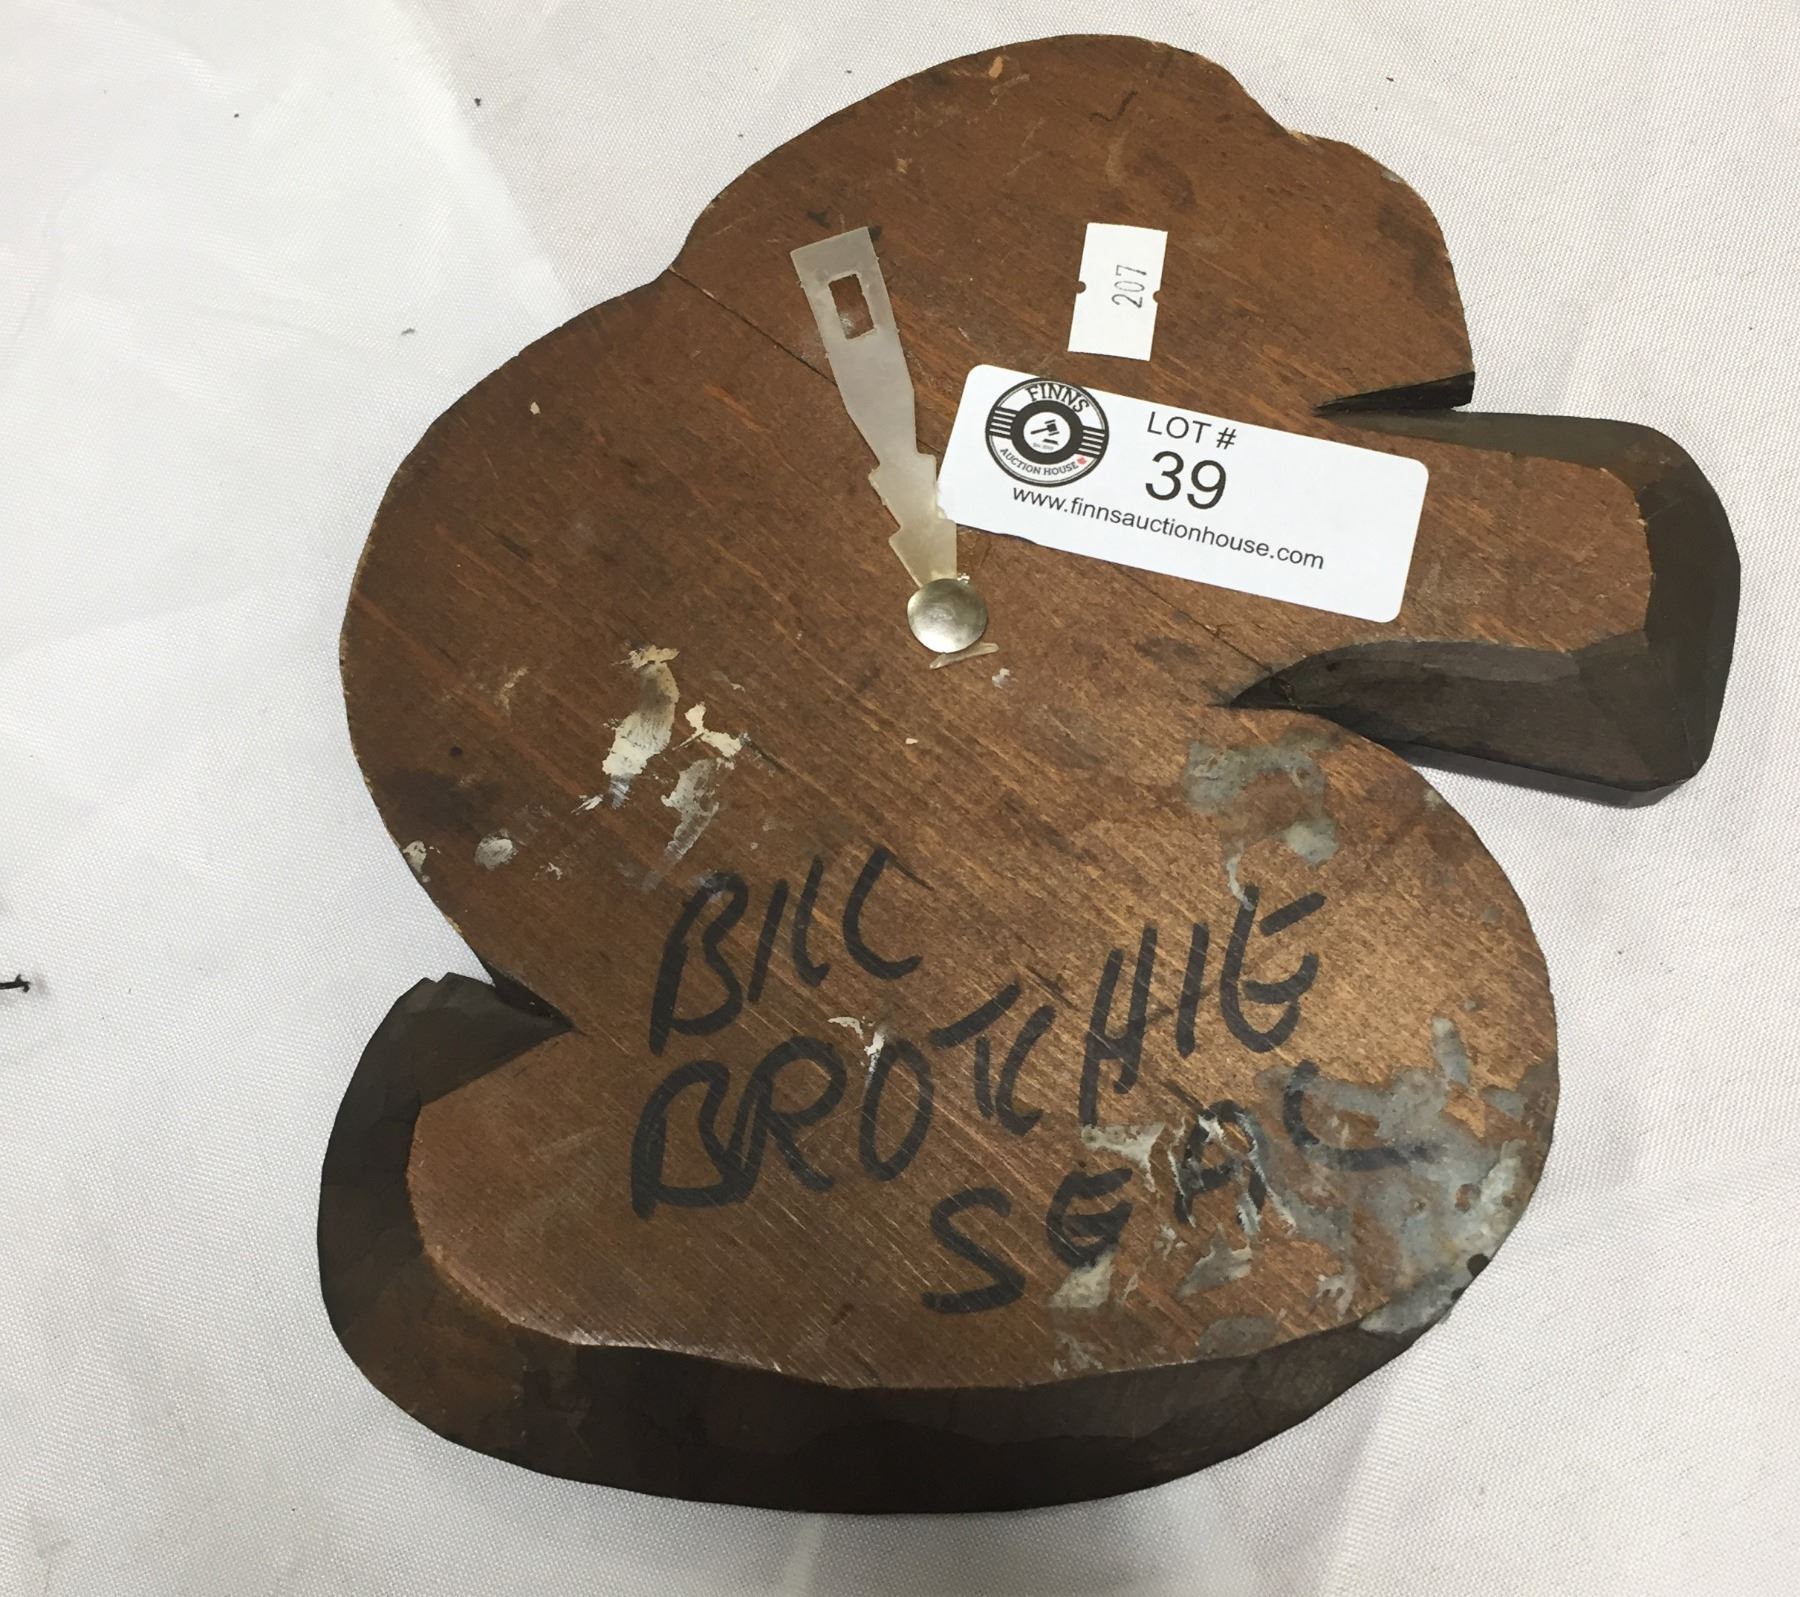 207
FINNS
AUCTION HOUSE
LOT #
39
www.finnsauctionhouse.com
BILL
BROTCHIE
SEAL